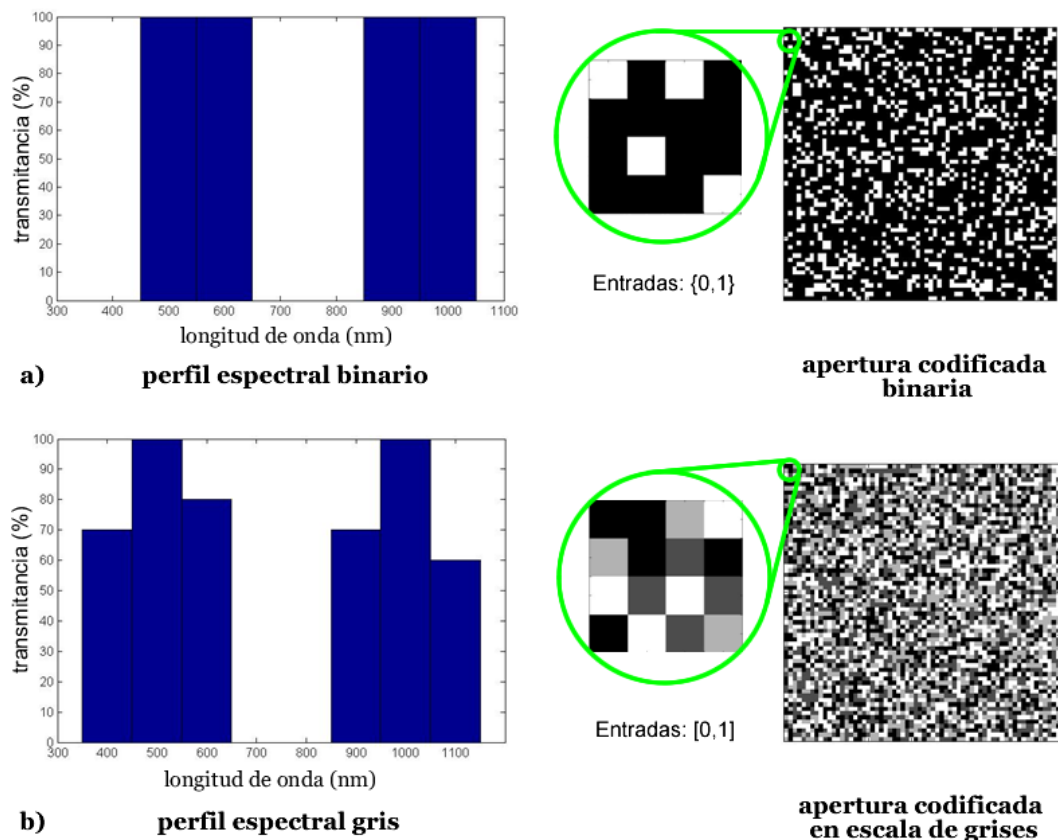 100
90
80
70
60
50
40
30
20
10
0
transmitancia (%)
300 400 500 600 700 800 900 1000 1100
longitud de onda (nm)
a) perfil espectral binario
Entradas: {0,1}
apertura codificada
binaria
100
90
80
70
60
50
40
30
20
10
0
transmitancia (%)
300 400 500 600 700 800 900 1000 1100
longitud de onda (nm)
b) perfil espectral gris
Entradas: [0,1]
apertura codificada
en escala de grises